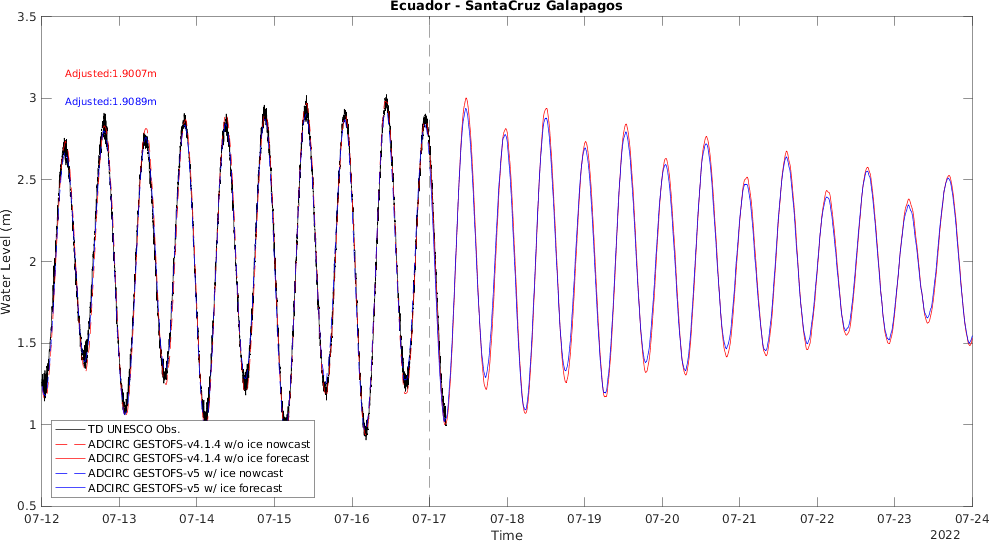 Ecuador - SantaCruz Galapagos
3.5
3
2.5
2
1.5
1
0.5
Water Level (m)
Adjusted:1.9007m
Adjusted:1.9089m
TD UNESCO Obs.
ADCIRC GESTOFS-v4.1.4 w/o ice nowcast
ADCIRC GESTOFS-v4.1.4 w/o ice forecast
ADCIRC GESTOFS-v5 w/ ice nowcast
ADCIRC GESTOFS-v5 w/ ice forecast
07-12 07-13 07-14 07-15 07-16 07-17 07-18 07-19 07-20 07-21 07-22 07-23 07-24
Time
2022